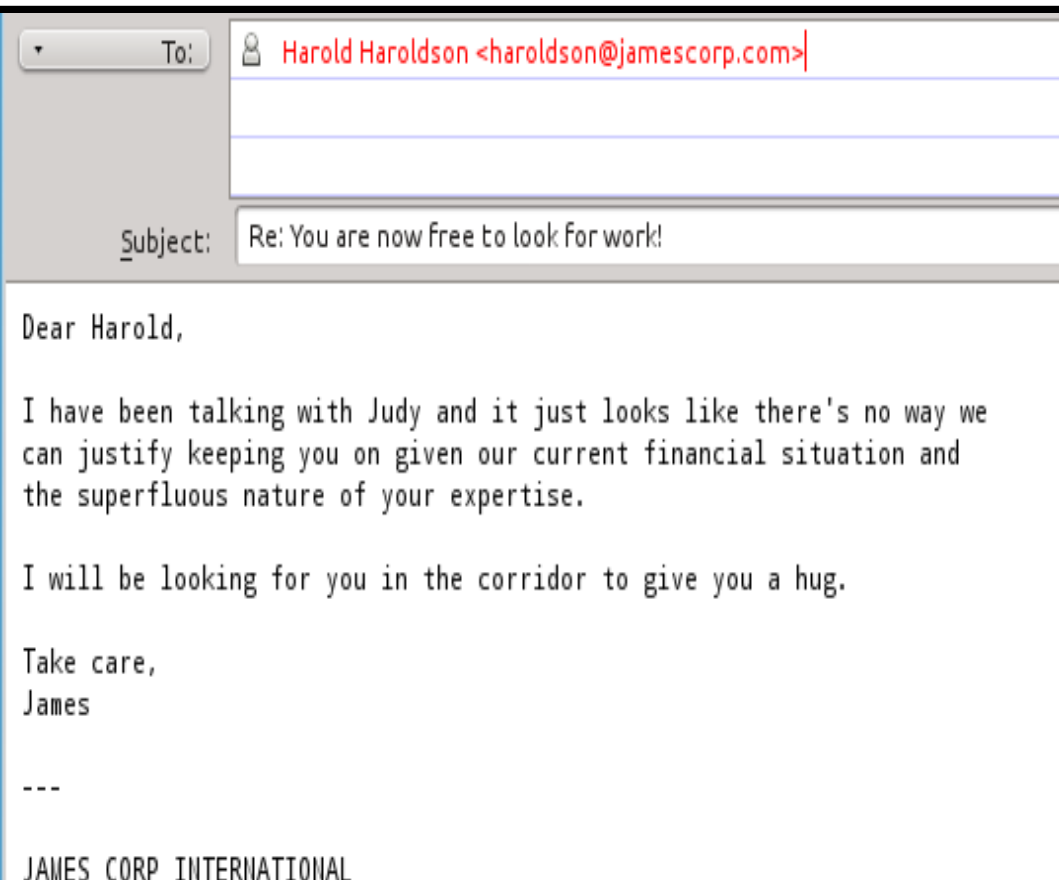 To: Harold Haroldson <haroldson@jamescorp.com>
Subject: Re: You are now free to look for work!
Dear Harold,
I have been talking with Judy and it just looks like there's no way we
can justify keeping you on given our current financial situation and
the superfluous nature of your expertise.
I will be looking for you in the corridor to give you a hug.
Take care,
James
---
JAMES CORP INTERNATIONAL